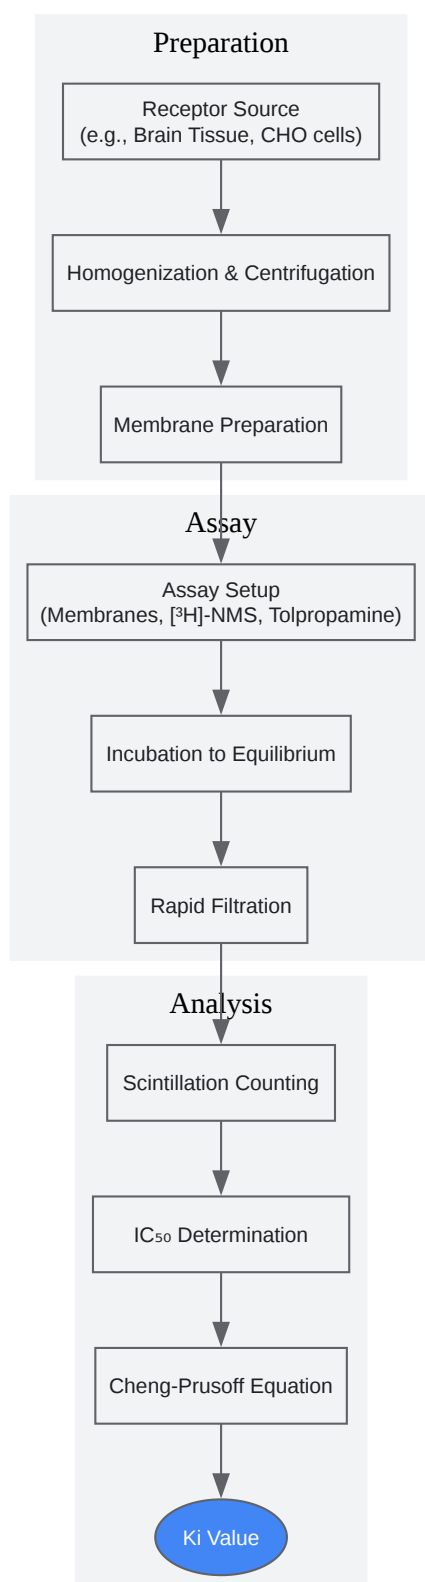 Preparation
Receptor Source
(e.g., Brain Tissue, CHO cells)
Homogenization & Centrifugation
Membrane Preparation
Assay
Assay Setup
(Membranes, [³H]-NMS, Tolpropamine)
Incubation to Equilibrium
Rapid Filtration
Analysis
Scintillation Counting
IC₅₀ Determination
Cheng-Prusoff Equation
Ki Value